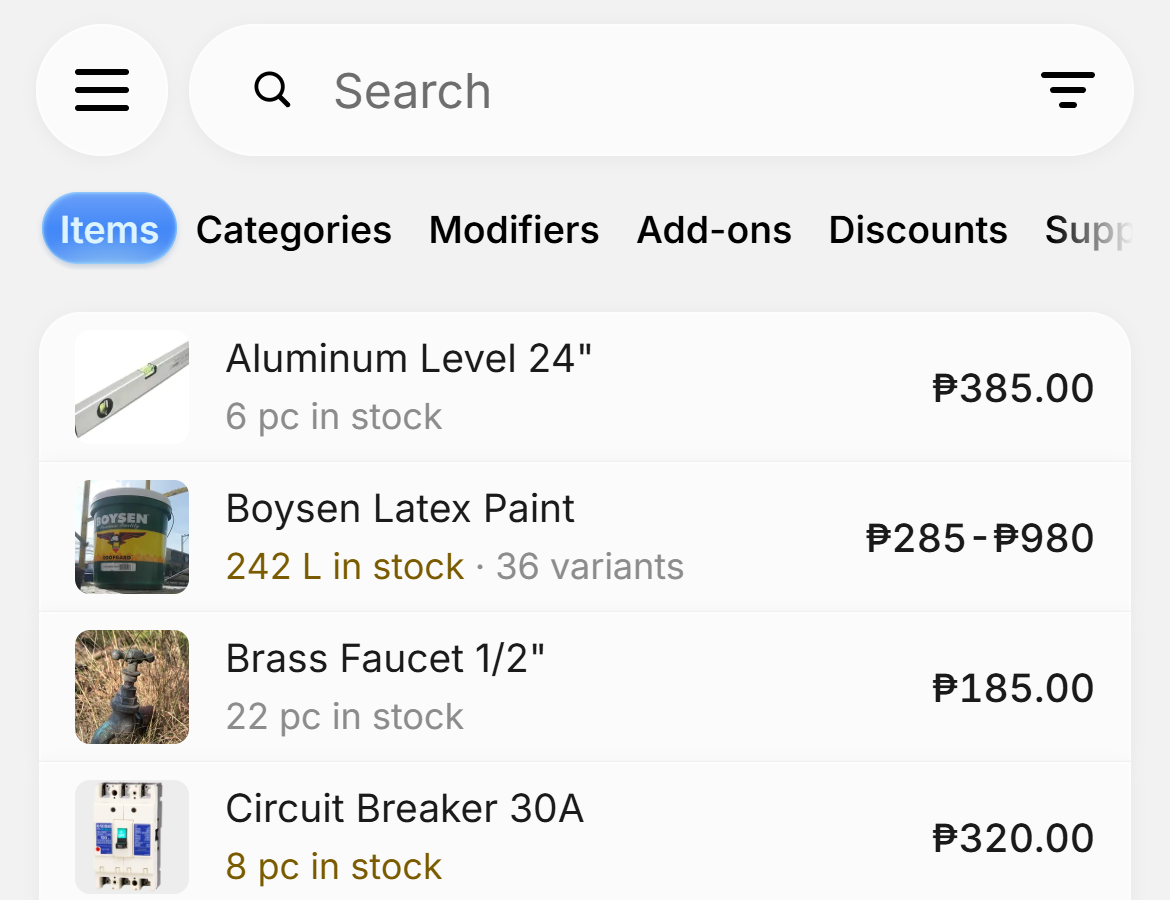 Search
Items Categories Modifiers Add-ons Discounts Supp
Aluminum Level 24"
6 pc in stock
₱385.00
BOYSEN
Boysen Latex Paint
242 L in stock · 36 variants
₱285-₱980
Brass Faucet 1/2"
22 pc in stock
₱185.00
Circuit Breaker 30A
8 pc in stock
₱320.00